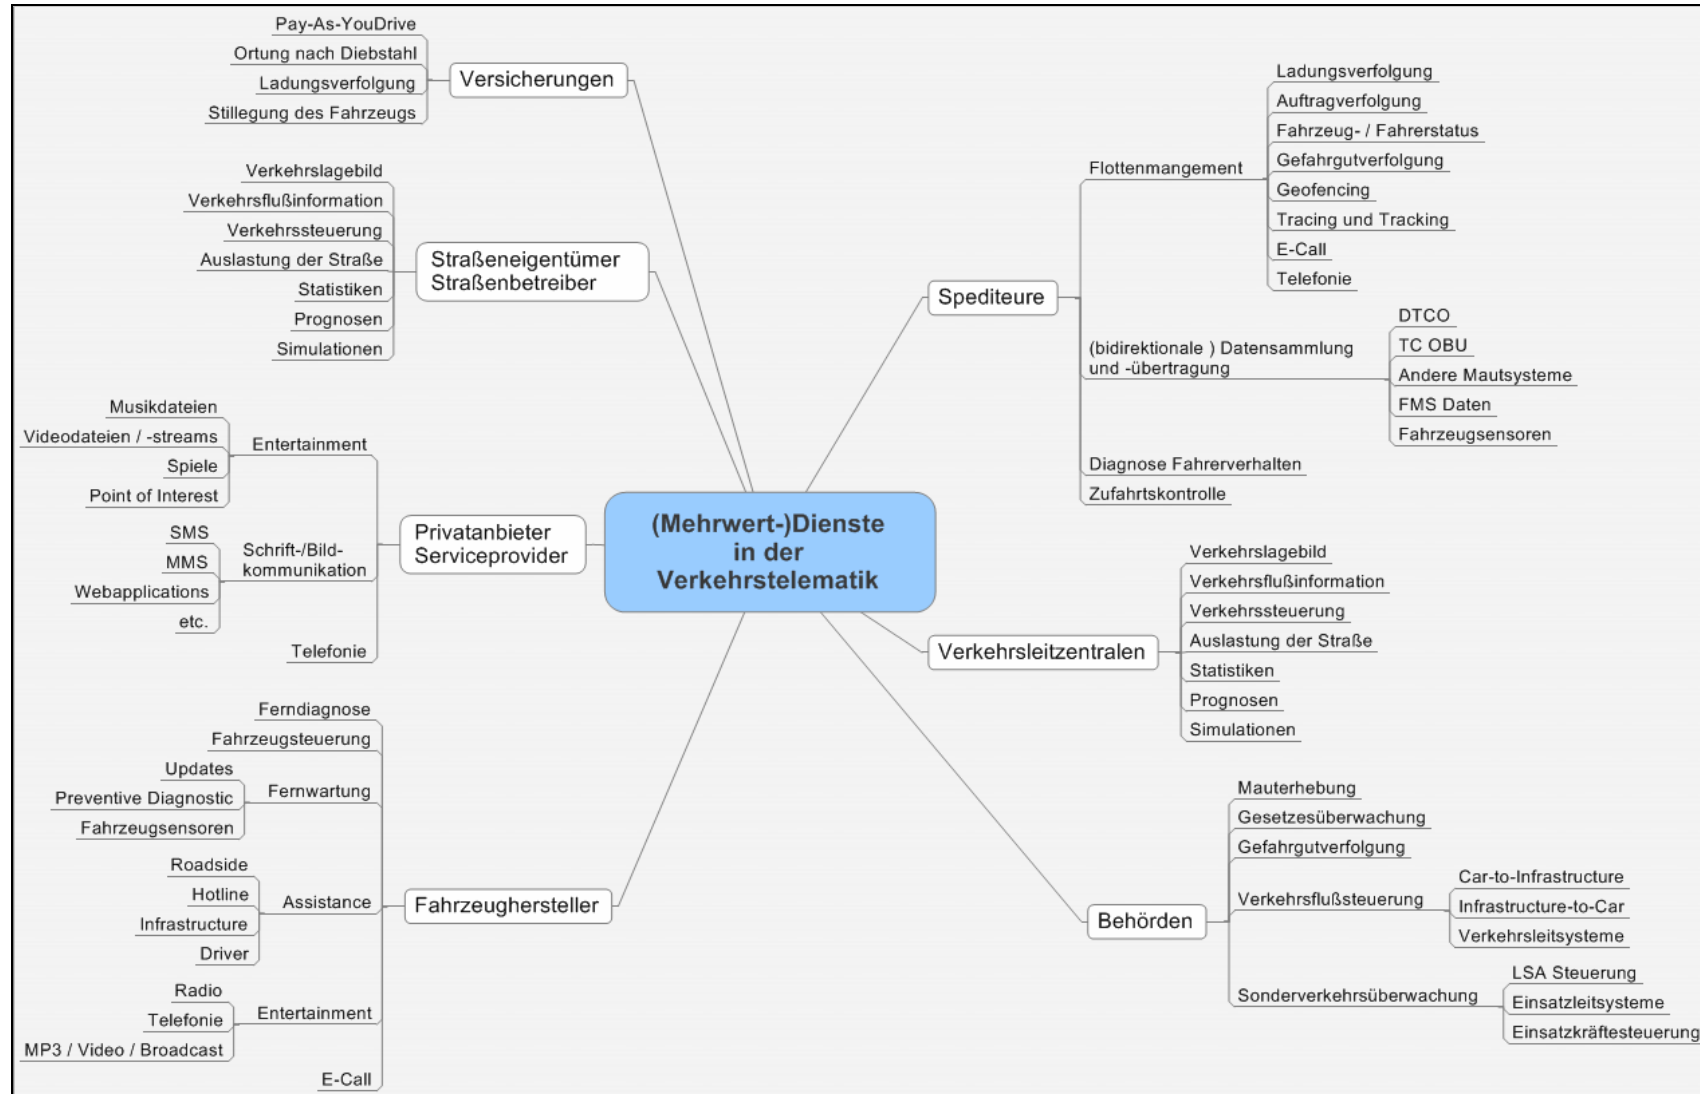 Pay-As-YouDrive
Ortung nach Diebstahl
Ladungsverfolgung
Stillegung des Fahrzeugs
Versicherungen
Verkehrslagebild
Verkehrsflußinformation
Verkehrssteuerung
Auslastung der Straße
Statistiken
Prognosen
Simulationen
Straßeneigentümer
Straßenbetreiber
Musikdateien
Videodateien / -streams
Spiele
Point of Interest
Entertainment
SMS
MMS
Webapplications
etc.
Schrift-/Bild-
kommunikation
Telefonie
Privatanbieter
Serviceprovider
Ferndiagnose
Fahrzeugsteuerung
Updates
Preventive Diagnostic
Fahrzeugsensoren
Fernwartung
Roadside
Hotline
Infrastructure
Driver
Assistance
Radio
Telefonie
MP3 / Video / Broadcast
Entertainment
E-Call
Fahrzeughersteller
(Mehrwert-)Dienste
in der
Verkehrstelematik
Spediteure
Flottenmangement
Ladungsverfolgung
Auftragverfolgung
Fahrzeug- / Fahrerstatus
Gefahrgutverfolgung
Geofencing
Tracing und Tracking
E-Call
Telefonie
(bidirektionale ) Datensammlung
und -übertragung
DTCO
TC OBU
Andere Mautsysteme
FMS Daten
Fahrzeugsensoren
Diagnose Fahrerverhalten
Zufahrtskontrolle
Verkehrsleitzentralen
Verkehrslagebild
Verkehrsflußinformation
Verkehrssteuerung
Auslastung der Straße
Statistiken
Prognosen
Simulationen
Behörden
Mauterhebung
Gesetzesüberwachung
Gefahrgutverfolgung
Verkehrsflußsteuerung
Car-to-Infrastructure
Infrastructure-to-Car
Verkehrsleitsysteme
Sonderverkehrsüberwachung
LSA Steuerung
Einsatzleitsysteme
Einsatzkräftesteuerung